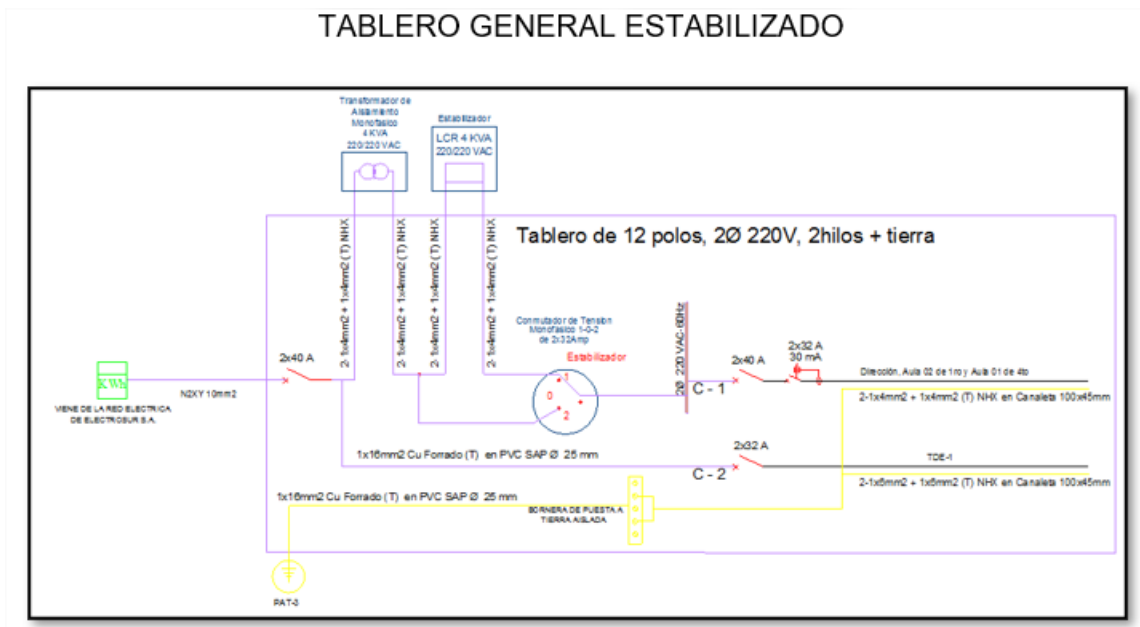 TABLERO GENERAL ESTABILIZADO
Transformador de
Aislamiento
Monofasico
4 KVA
220/220 VAC
Estabilizador
LCR 4 KVA
220/220 VAC
2- 1x4mm2 + 1x4mm2 (T) NHX
2- 1x4mm2 + 1x4mm2 (T) NHX
2- 1x4mm2 + 1x4mm2 (T) NHX
2- 1x4mm2 + 1x4mm2 (T) NHX
Tablero de 12 polos, 2Ø 220V, 2hilos + tierra
Conmutador de Tension
Monofasico 1-0-2
de 2x32Amp
Estabilizador
1
0
2
2Ø 220 VAC-60Hz
2x40 A
KWh
N2XY 10mm2
VIENE DE LA RED ELECTRICA
DE ELECTROSUR S.A.
2x40 A
2x32 A
30 mA
C - 1
Dirección, Aula 02 de 1ro y Aula 01 de 4to
2-1x4mm2 + 1x4mm2 (T) NHX en Canaleta 100x45mm
1x16mm2 Cu Forrado (T) en PVC SAP Ø 25 mm
2x32 A
C - 2
TDE-1
2-1x6mm2 + 1x6mm2 (T) NHX en Canaleta 100x45mm
1x16mm2 Cu Forrado (T) en PVC SAP Ø 25 mm
BORNERA DE PUESTA A
TIERRA AISLADA
PAT-3